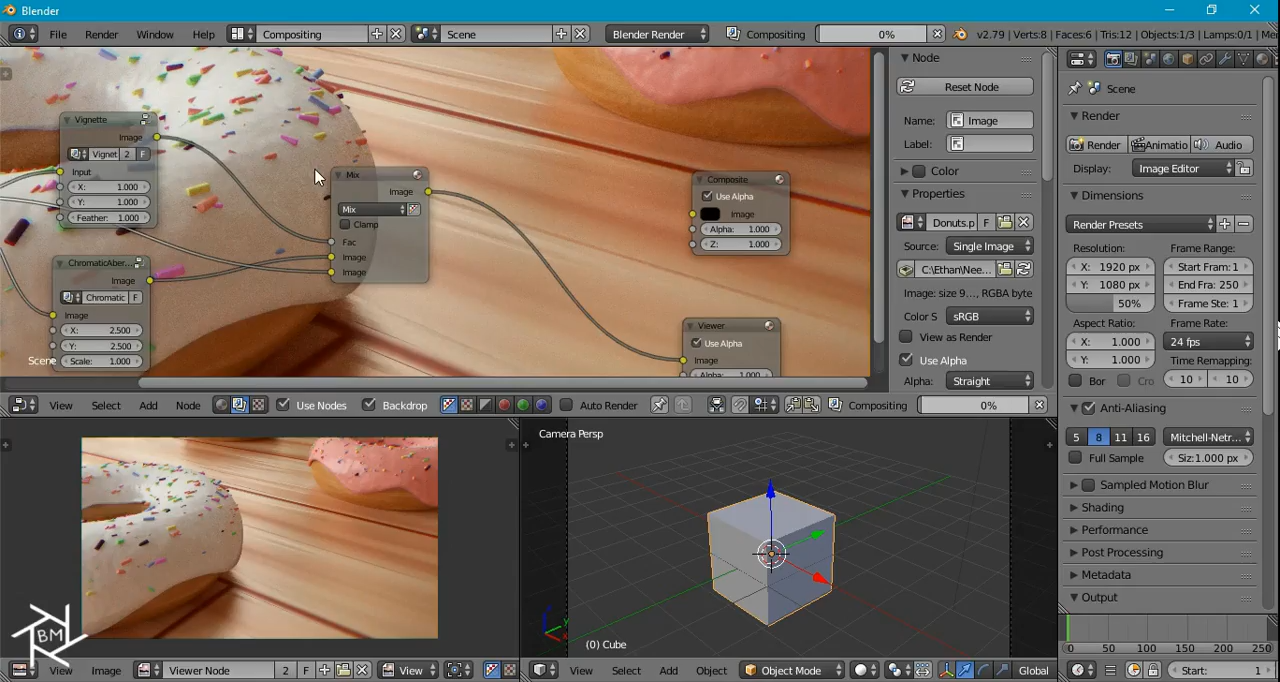 Blender
File Render Window Help Compositing Scene Blender Render Compositing 0% v2.79 | Verts:8 | Faces:6 | Tris:12 | Objects:1/3 | Lamps:0/1 |
Vignette
Image
Vignet 2 F
Input
X: 1.000
Y: 1.000
Feather: 1.000
ChromaticAber
Image
Chromatic F
Image
X: 2.500
Y: 2.500
Scale: 1.000
Scene
Mix
Image
Mix
Clamp
Fac
Image
Image
Composite
Use Alpha
Image
Alpha: 1.000
Z: 1.000
Viewer
Use Alpha
Image
Alpha: 1.000
Node
Reset Node
Name: Image
Label:
Color
Properties
Donuts.p F
Source: Single Image
C:\Ethan\Nee...
Image: size 9..., RGBA byte
Color S sRGB
View as Render
Use Alpha
Alpha: Straight
View Select Add Node Use Nodes Backdrop Auto Render Compositing 0%
Scene
Render
Render Animatio Audio
Display: Image Editor
Dimensions
Render Presets
Resolution: Frame Range:
X: 1920 px Start Fram: 1
Y: 1080 px End Fra: 250
50% Frame Ste: 1
Aspect Ratio: Frame Rate:
X: 1.000 24 fps
Y: 1.000 Time Remapping:
Bor Cro 10 10
Anti-Aliasing
5 8 11 16 Mitchell-Netr...
Full Sample Siz: 1.000 px
Sampled Motion Blur
Shading
Performance
Post Processing
Metadata
Output
0 50 100 150 200 250
Start: 1
Camera Persp
(0) Cube
BM
View Image Viewer Node 2 F View
View Select Add Object Object Mode Global